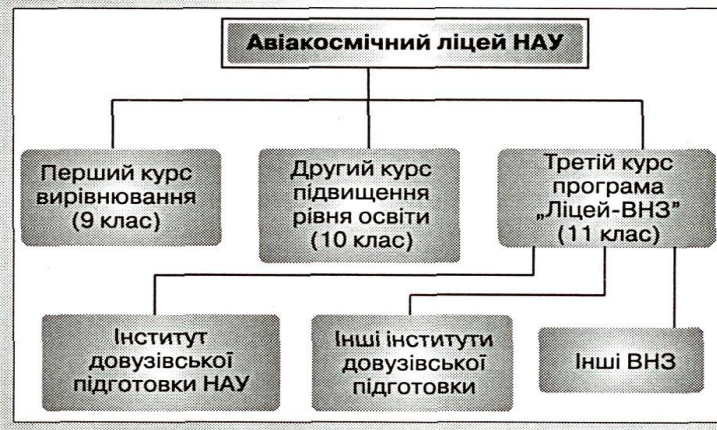 Авіакосмічний ліцей НАУ
Перший курс
вирівнювання
(9 клас)
Другий курс
підвищення
рівня освіти
(10 клас)
Третій курс
програма
„Ліцей-ВНЗ”
(11 клас)
Інститут
довузівської
підготовки НАУ
Інші інститути
довузівської
підготовки
Інші ВНЗ